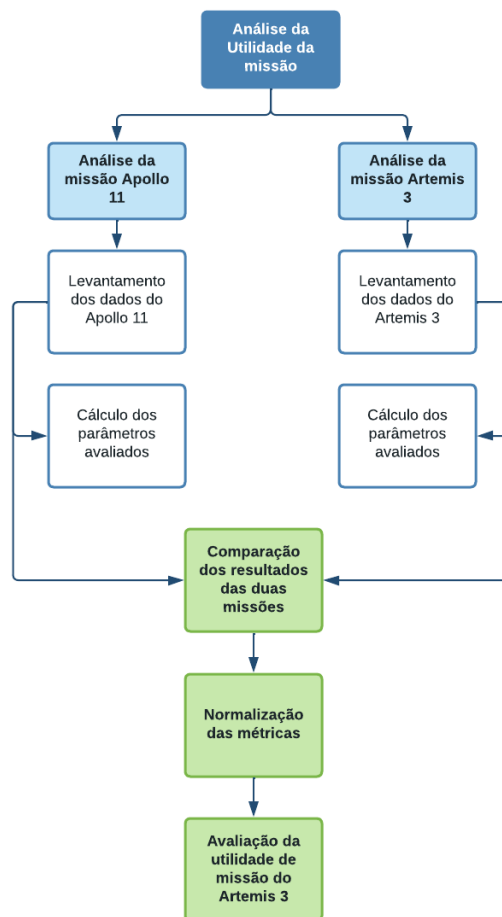 Análise da
Utilidade da
missão
Análise da
missão Apollo
11
Análise da
missão Artemis
3
Levantamento
dos dados do
Apollo 11
Levantamento
dos dados do
Artemis 3
Cálculo dos
parâmetros
avaliados
Cálculo dos
parâmetros
avaliados
Comparação
dos resultados
das duas
missões
Normalização
das métricas
Avaliação da
utilidade de
missão do
Artemis 3